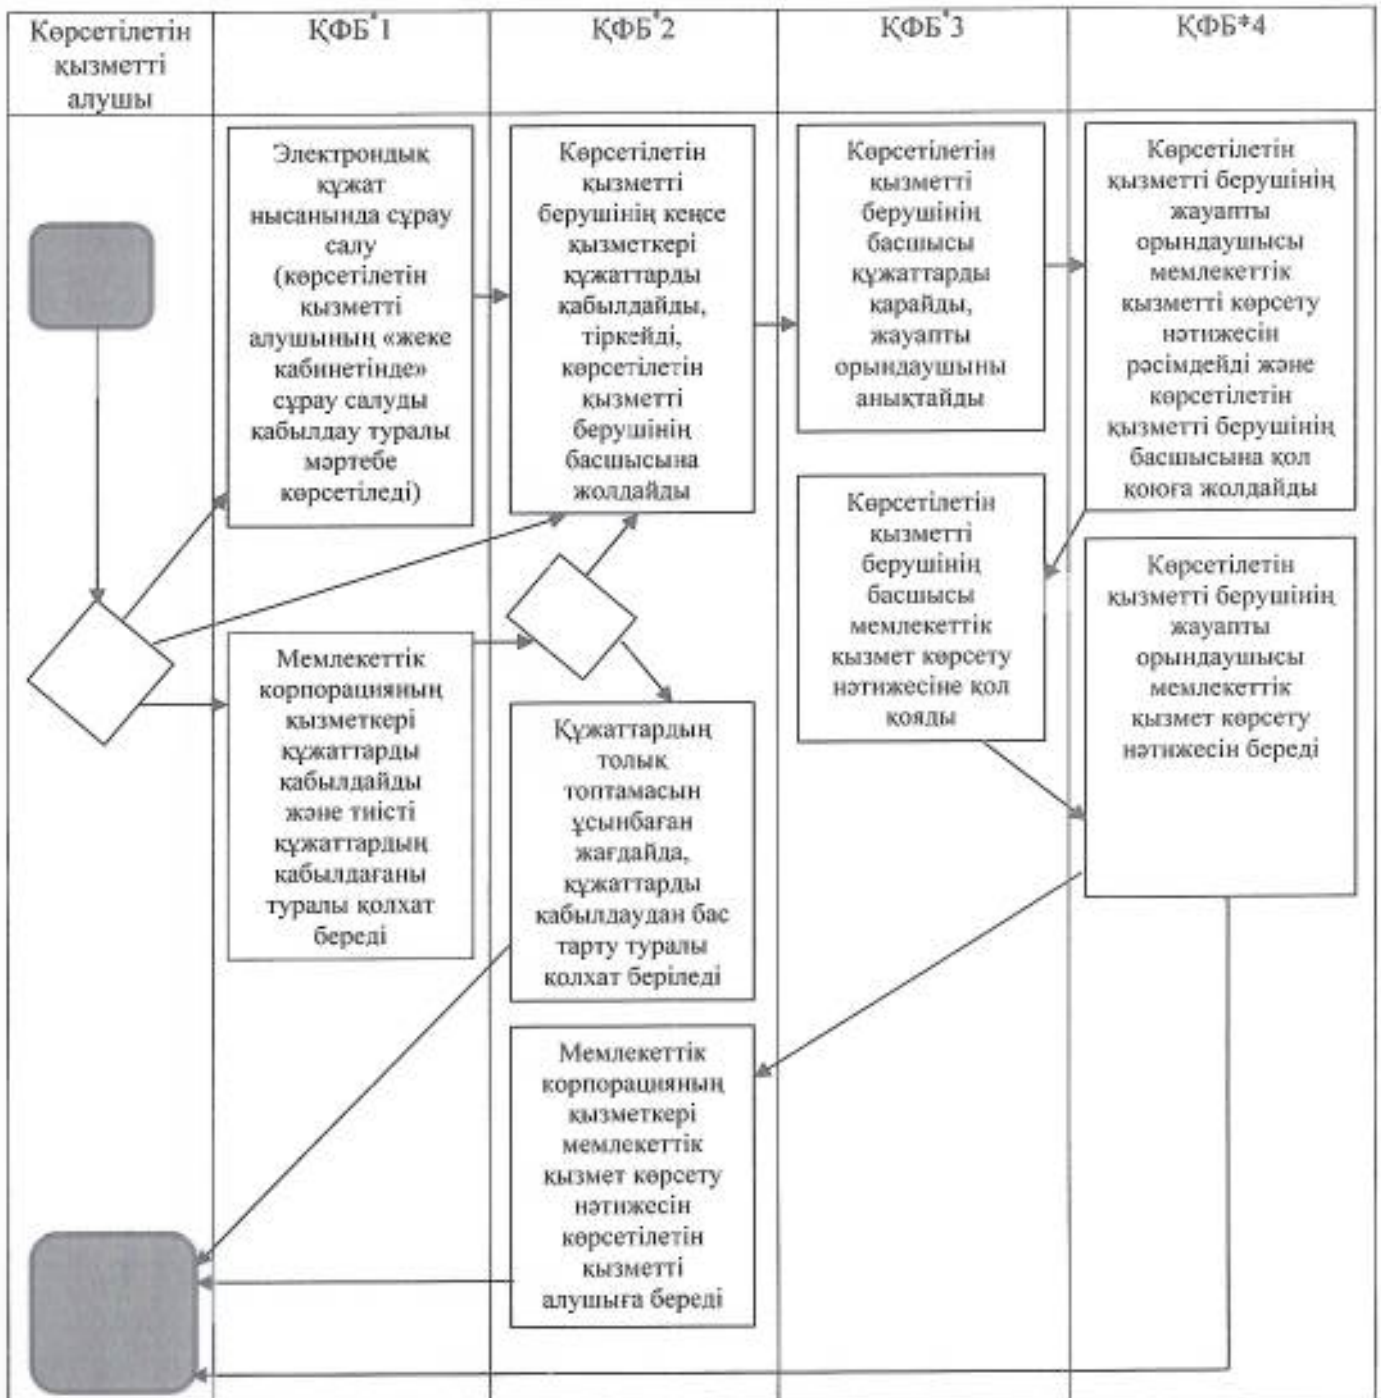 Көрсетілетін
қызметті
алушы
ҚФБ*1
ҚФБ*2
ҚФБ*3
ҚФБ*4
Электрондық
құжат
нысанында сұрау
салу
(көрсетілетін
қызметті
алушының «жеке
кабинетінде»
сұрау салуды
қабылдау туралы
мәртебе
көрсетіледі)
Мемлекеттік
корпорацияның
қызметкері
құжаттарды
қабылдайды
және тиісті
құжаттардың
қабылдағаны
туралы қолхат
береді
Көрсетілетін
қызметті
берушінің кеңсе
қызметкері
құжаттарды
қабылдайды,
тіркейді,
көрсетілетін
қызметті
берушінің
басшысына
жолдайды
Құжаттардың
толық
топтамасын
ұсынбаған
жағдайда,
құжаттарды
қабылдаудан бас
тарту туралы
қолхат беріледі
Мемлекеттік
корпорацияның
қызметкері
мемлекеттік
қызмет көрсету
нәтижесін
көрсетілетін
қызметті
алушыға береді
Көрсетілетін
қызметті
берушінің
басшысы
құжаттарды
қарайды,
жауапты
орындаушыны
анықтайды
Көрсетілетін
қызметті
берушінің
басшысы
мемлекеттік
қызмет көрсету
нәтижесіне қол
қояды
Көрсетілетін
қызметті берушінің
жауапты
орындаушысы
мемлекеттік
қызметті көрсету
нәтижесін
рәсімдейді және
көрсетілетін
қызметті берушінің
басшысына қол
қоюға жолдайды
Көрсетілетін
қызметті берушінің
жауапты
орындаушысы
мемлекеттік
қызмет көрсету
нәтижесін береді